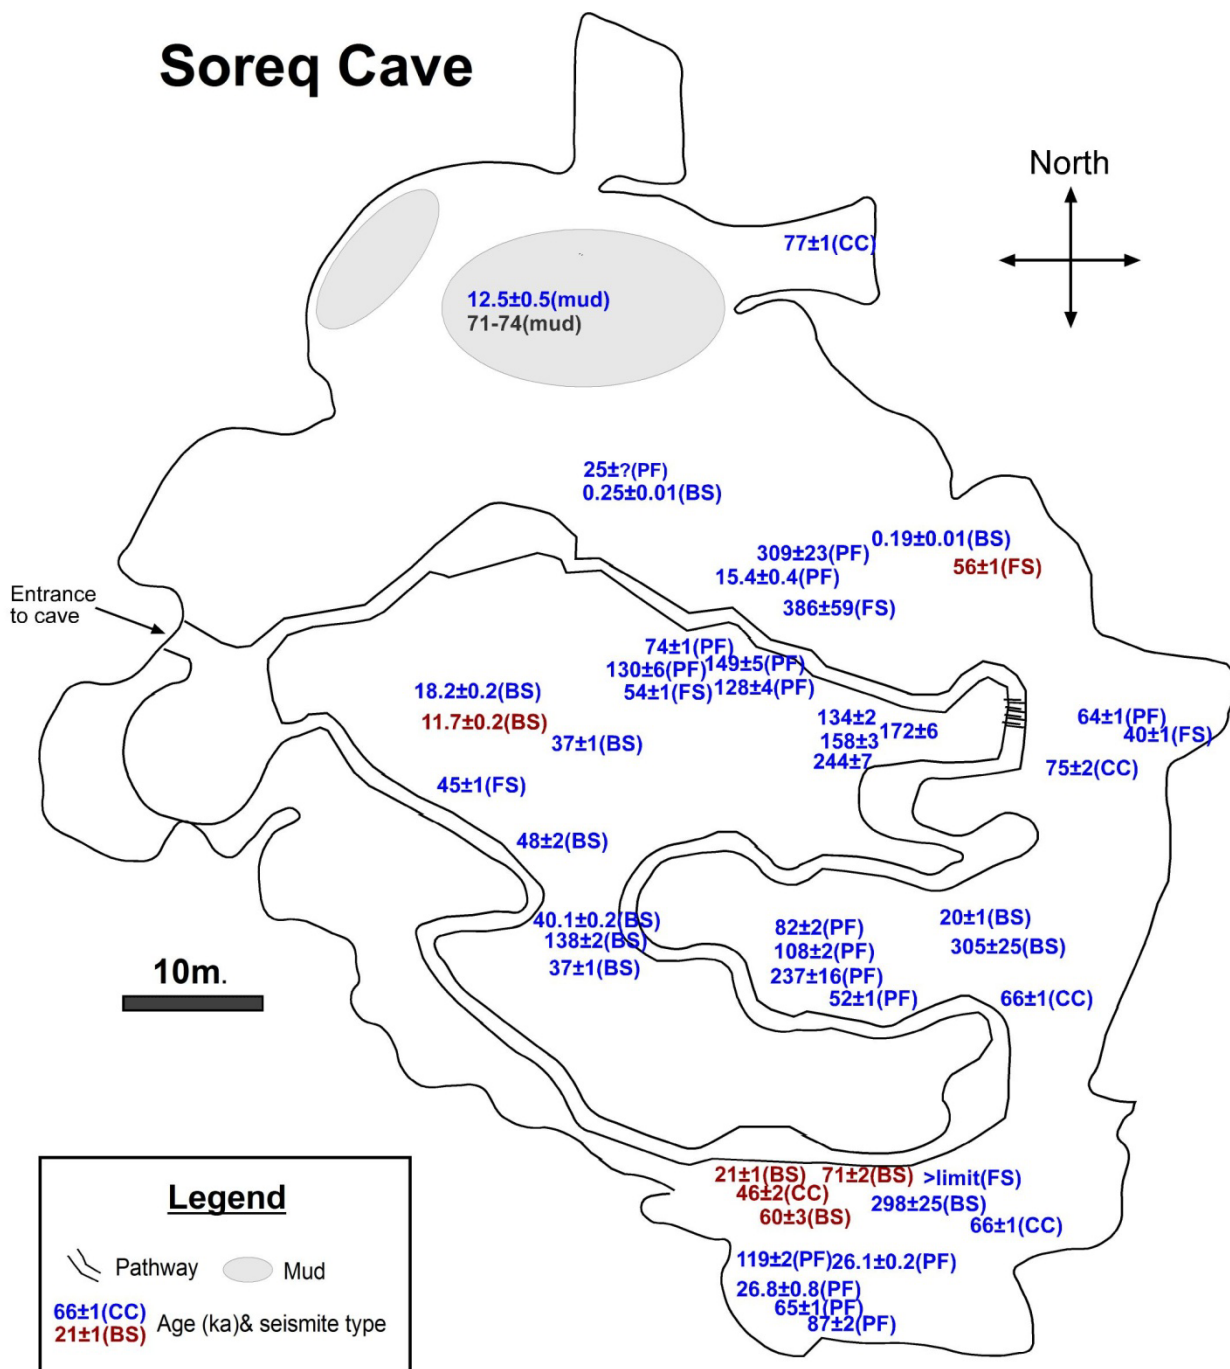 Soreq Cave
North
77±1(CC)
12.5±0.5(mud)
71-74(mud)
25±?(PF)
0.25±0.01(BS)
0.19±0.01(BS)
309±23(PF)
56±1(FS)
15.4±0.4(PF)
386±59(FS)
Entrance
to cave
74±1(PF)
149±5(PF)
130±6(PF)
128±4(PF)
54±1(FS)
18.2±0.2(BS)
11.7±0.2(BS)
37±1(BS)
134±2
172±6
158±3
244±7
64±1(PF)
40±1(FS)
75±2(CC)
45±1(FS)
48±2(BS)
40.1±0.2(BS)
138±2(BS)
37±1(BS)
82±2(PF)
108±2(PF)
237±16(PF)
52±1(PF)
20±1(BS)
305±25(BS)
66±1(CC)
10m.
21±1(BS)
71±2(BS)
>limit(FS)
46±2(CC)
298±25(BS)
60±3(BS)
66±1(CC)
119±2(PF)
26.1±0.2(PF)
26.8±0.8(PF)
65±1(PF)
87±2(PF)
Legend
Pathway
Mud
66±1(CC)
21±1(BS)
Age (ka)& seismite type